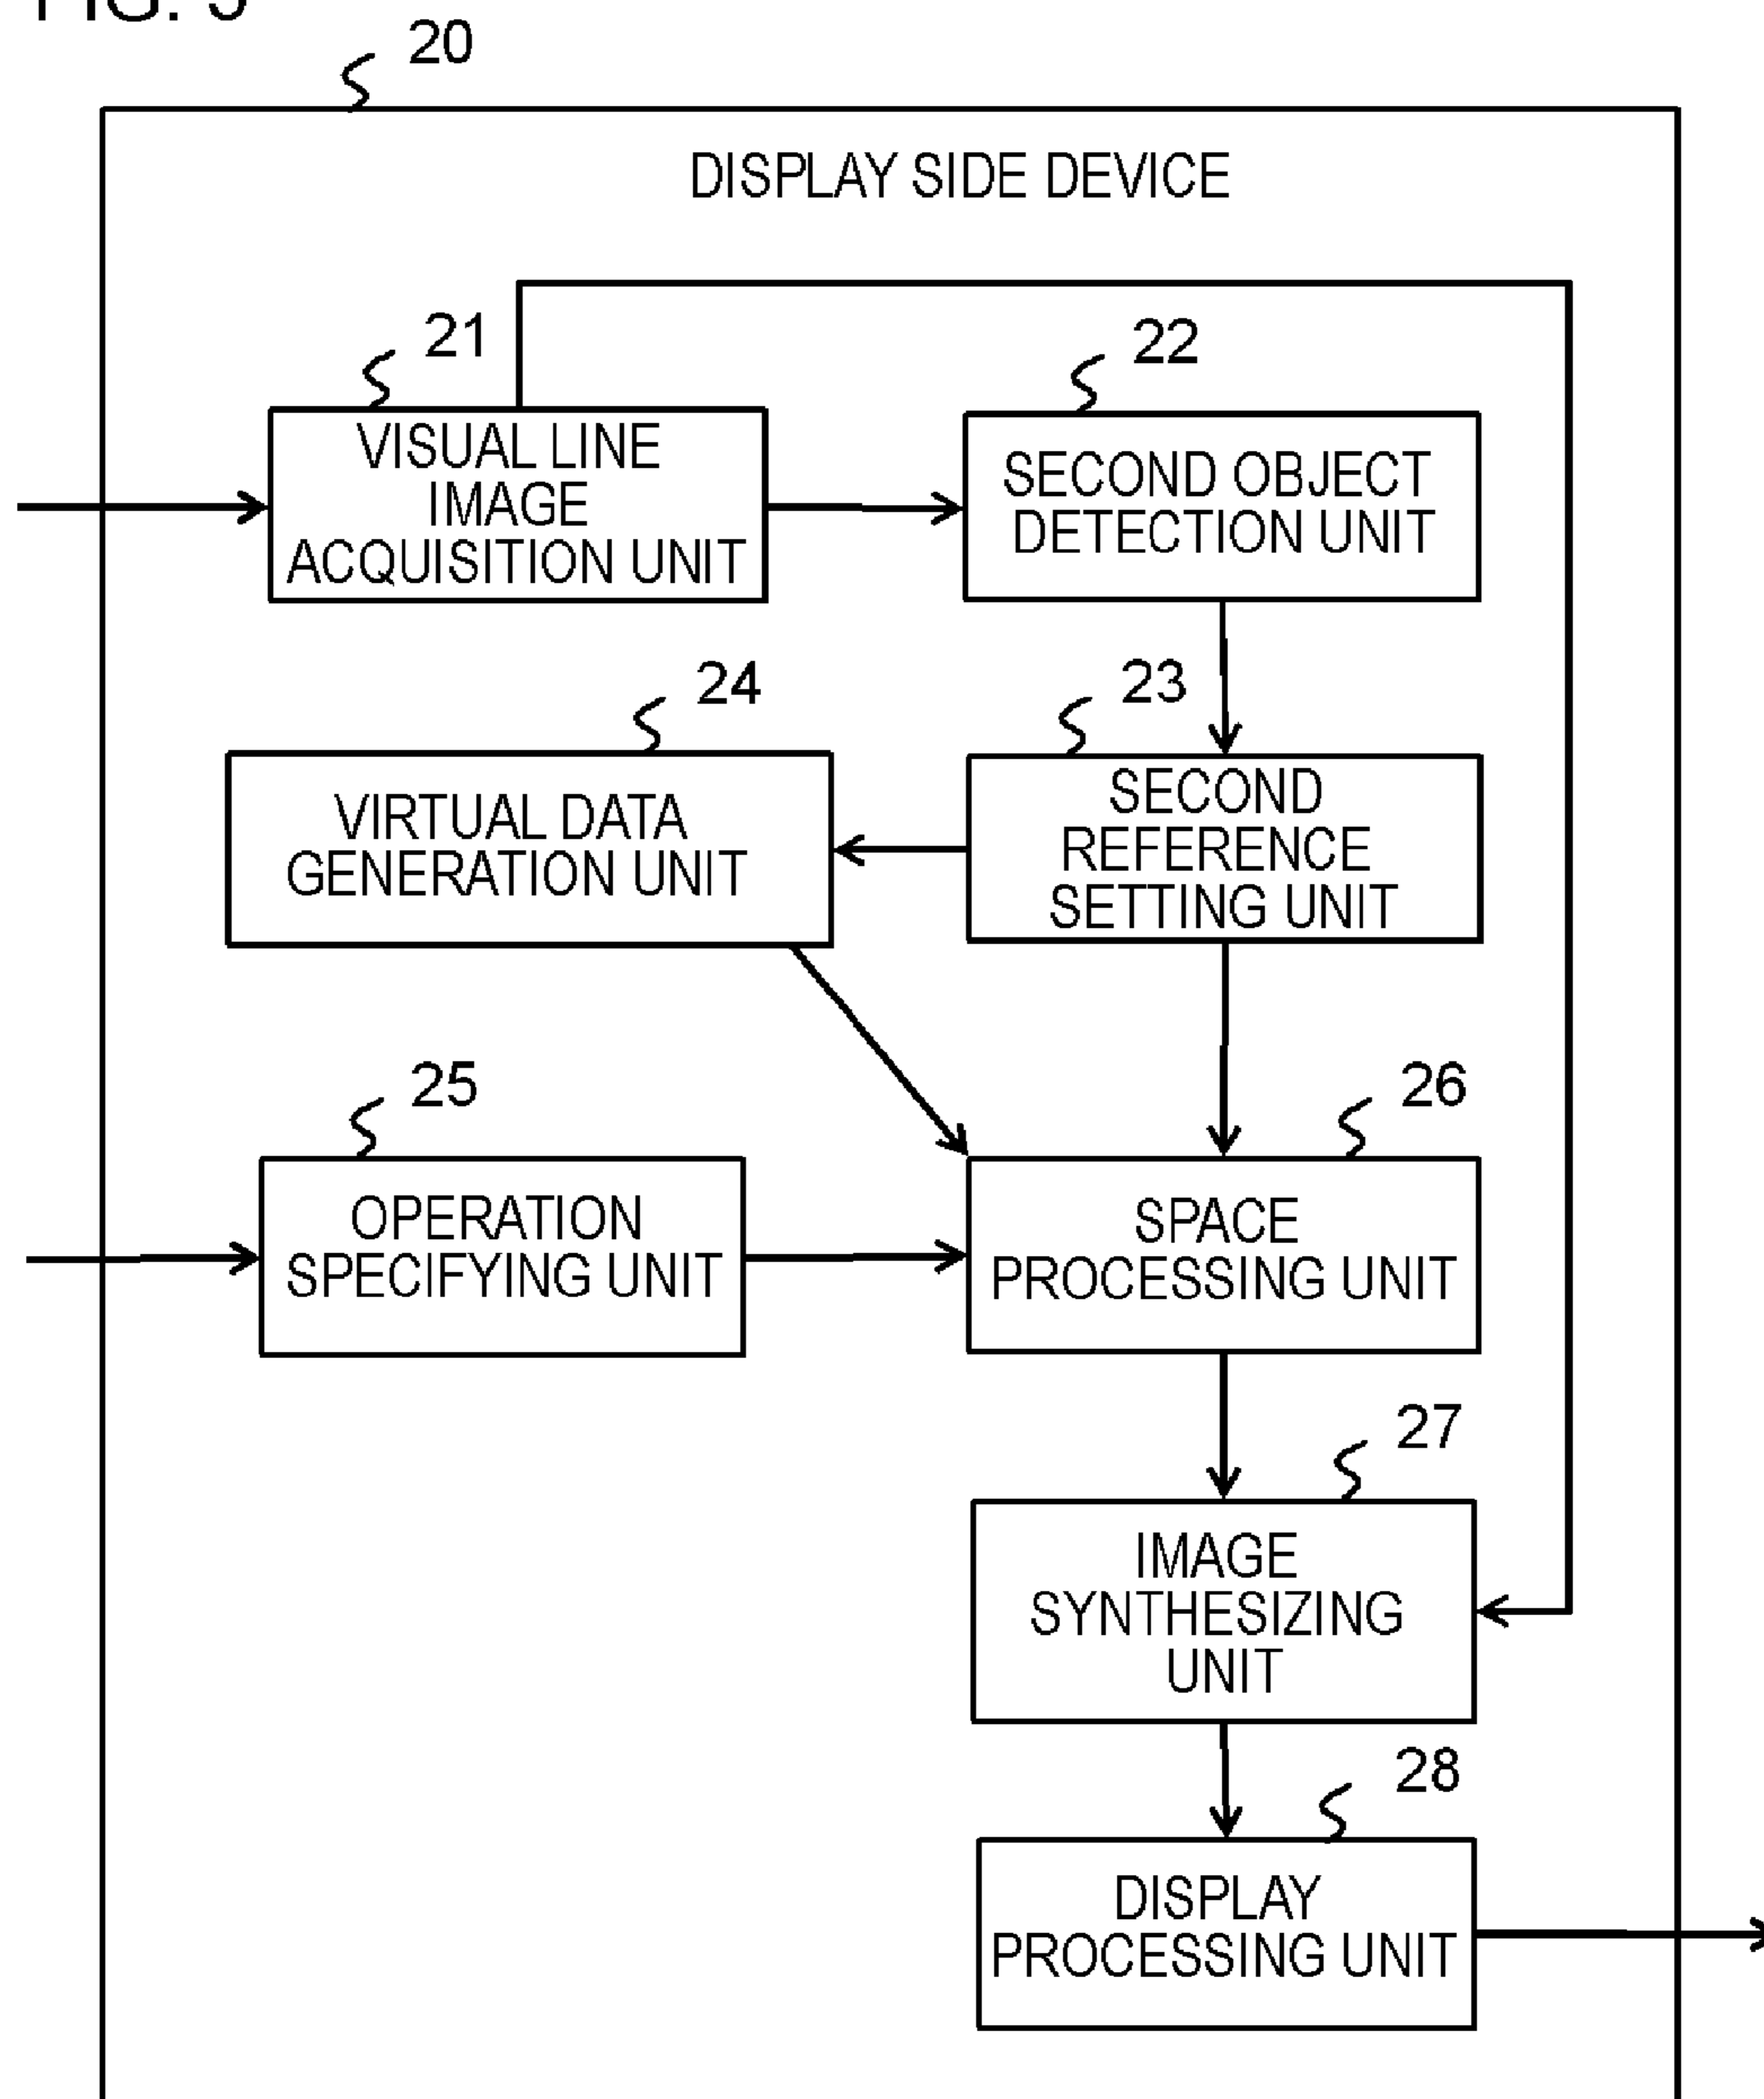 FIG.
20
DISPLAY SIDE DEVICE
21
22
VISUAL LINE
IMAGE
ACQUISITION UNIT
SECOND OBJECT
DETECTION UNIT
24
23
VIRTUAL DATA
GENERATION UNIT
SECOND
REFERENCE
SETTING UNIT
25
26
OPERATION
SPECIFYING UNIT
SPACE
PROCESSING UNIT
27
IMAGE
SYNTHESIZING
UNIT
28
DISPLAY
PROCESSING UNIT